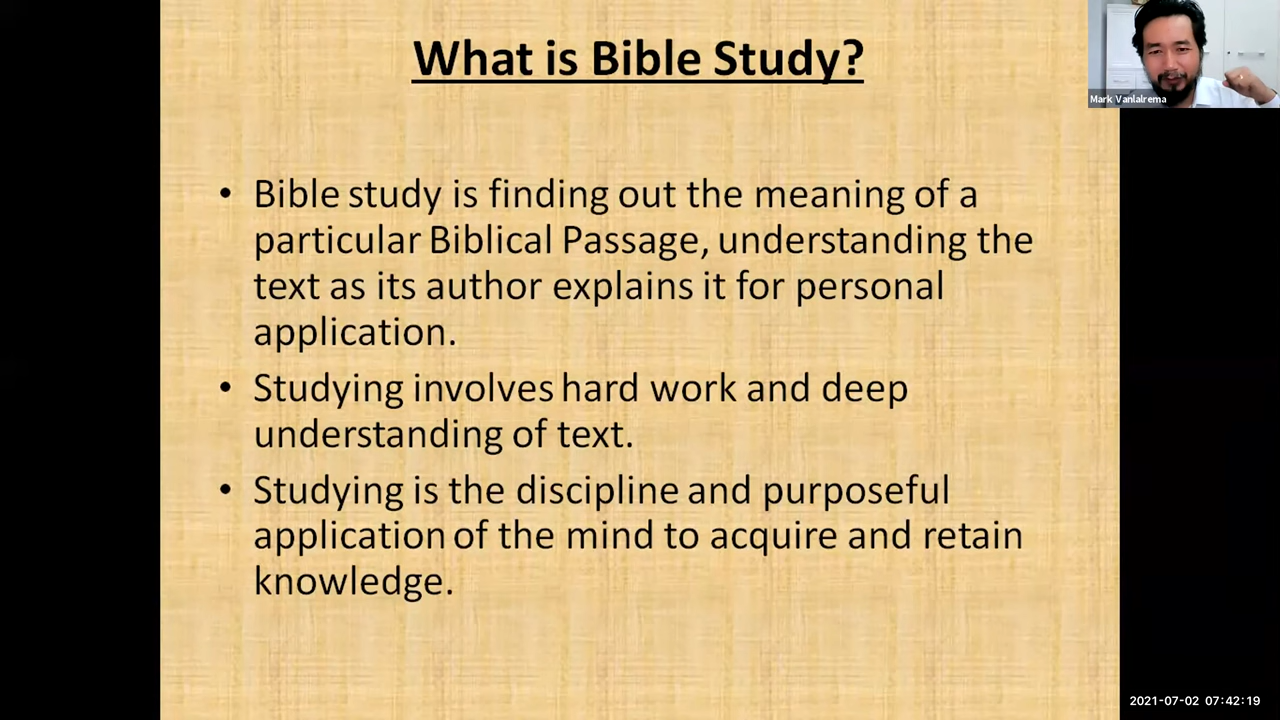 What is Bible Study?
Mark Vanlalrema
• Bible study is finding out the meaning of a
particular Biblical Passage, understanding the
text as its author explains it for personal
application.
• Studying involves hard work and deep
understanding of text.
• Studying is the discipline and purposeful
application of the mind to acquire and retain
knowledge.
2021-07-02 07:42:19